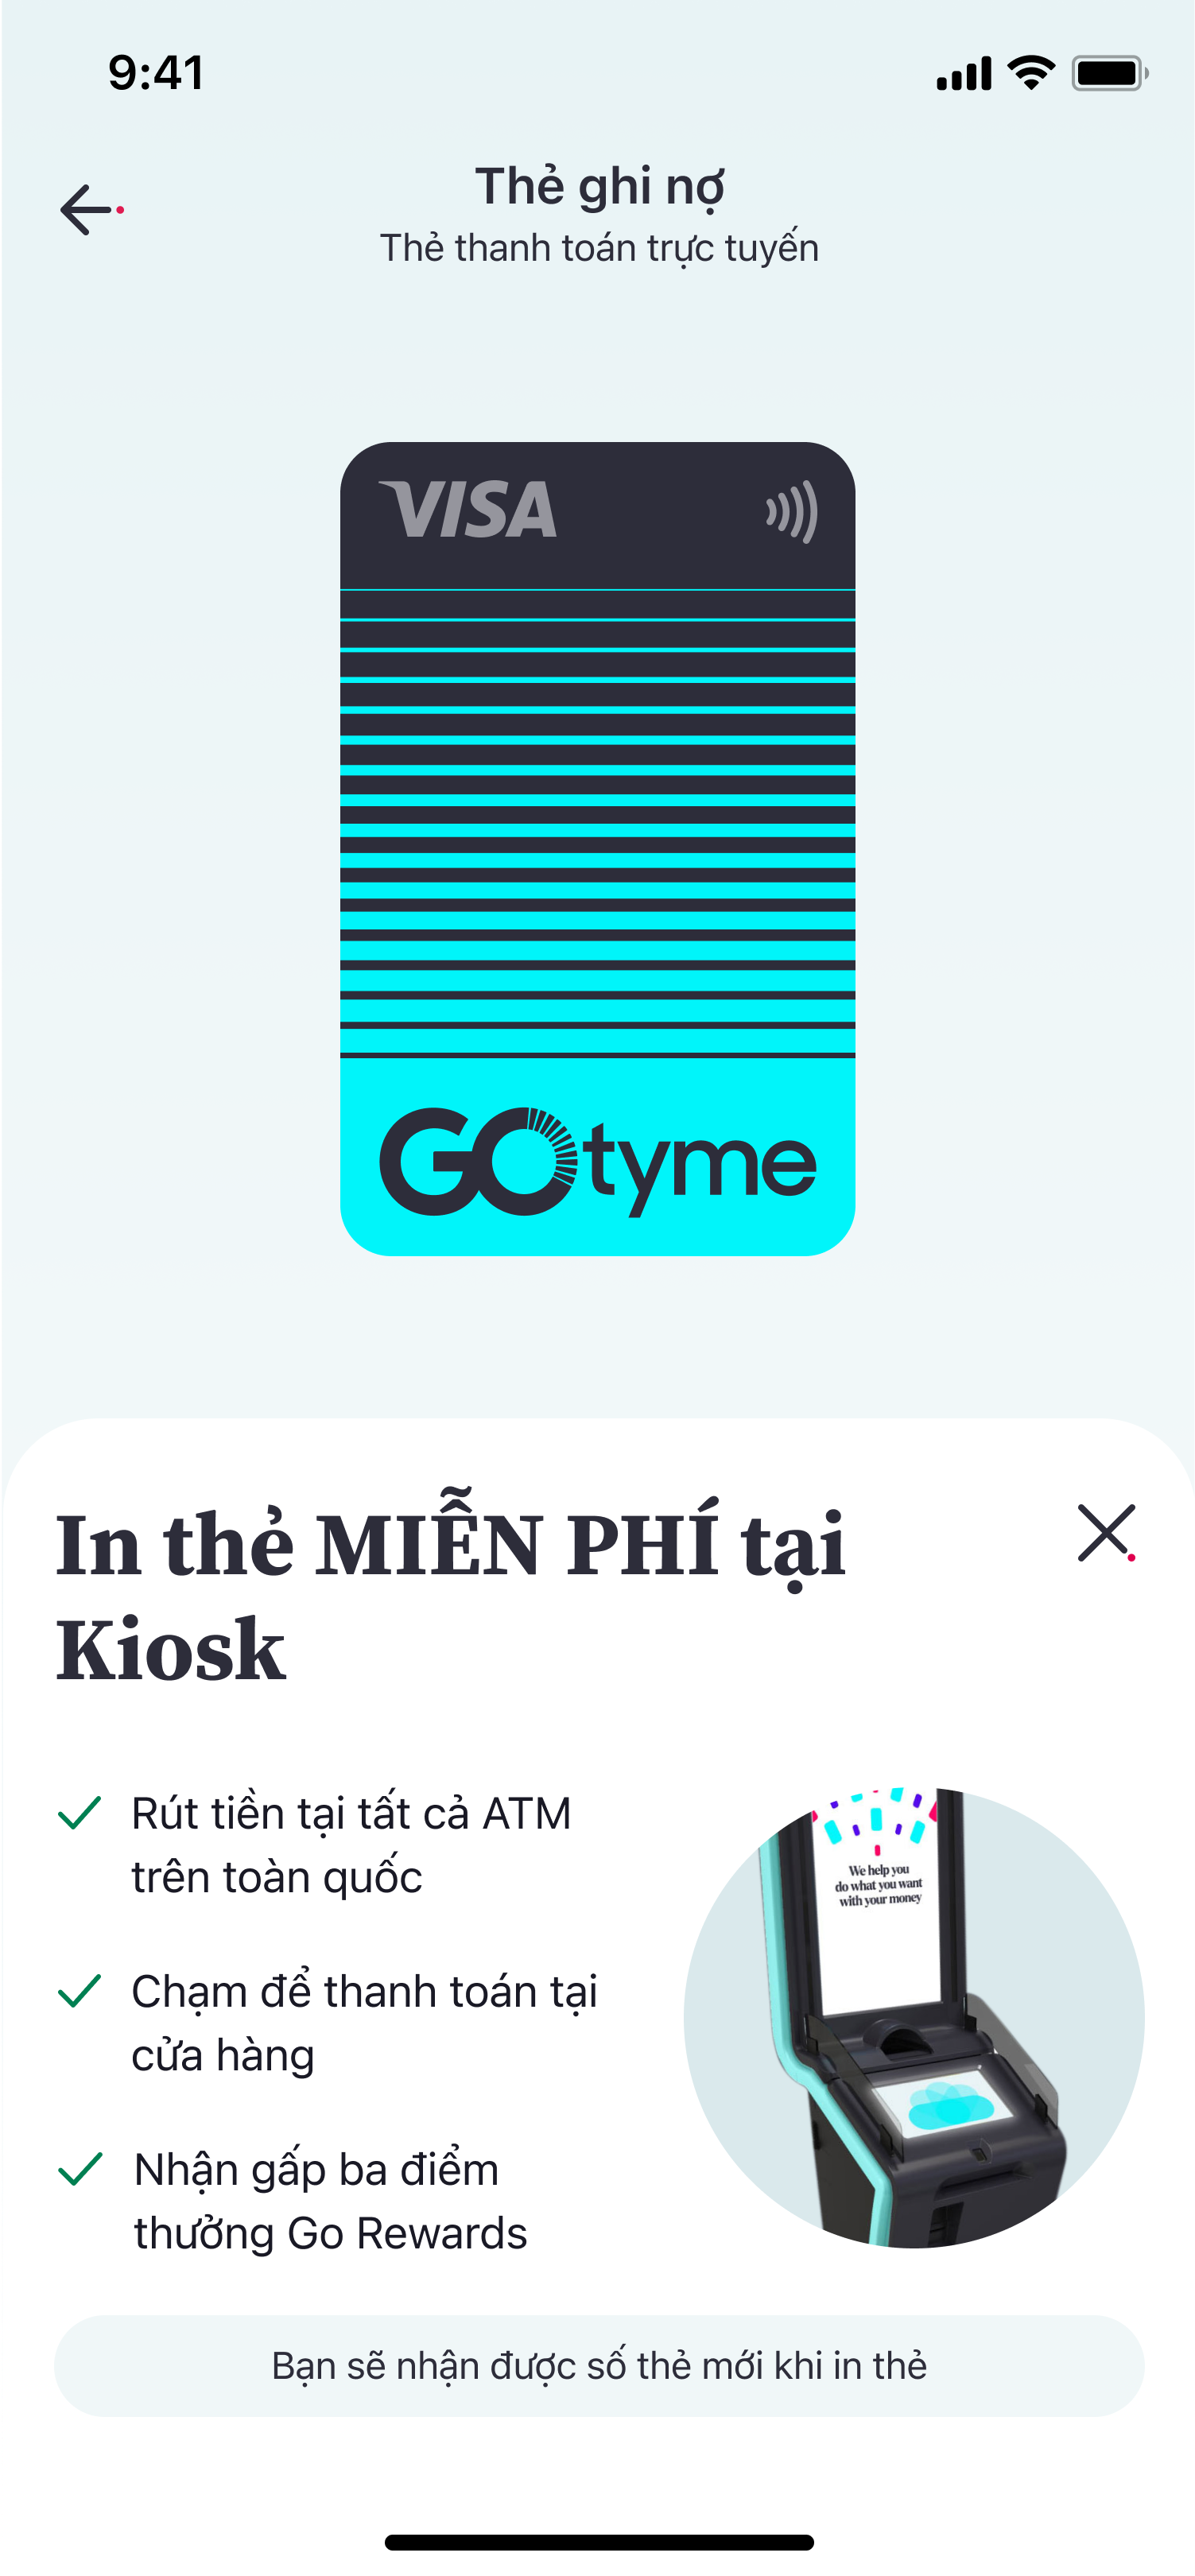 9:41
Thẻ ghi nợ
Thẻ thanh toán trực tuyến
VISA
GOtyme
In thẻ MIỄN PHÍ tại
Kiosk
Rút tiền tại tất cả ATM
trên toàn quốc
Chạm để thanh toán tại
cửa hàng
Nhận gấp ba điểm
thưởng Go Rewards
We help you
do what you want
with your money
Bạn sẽ nhận được số thẻ mới khi in thẻ